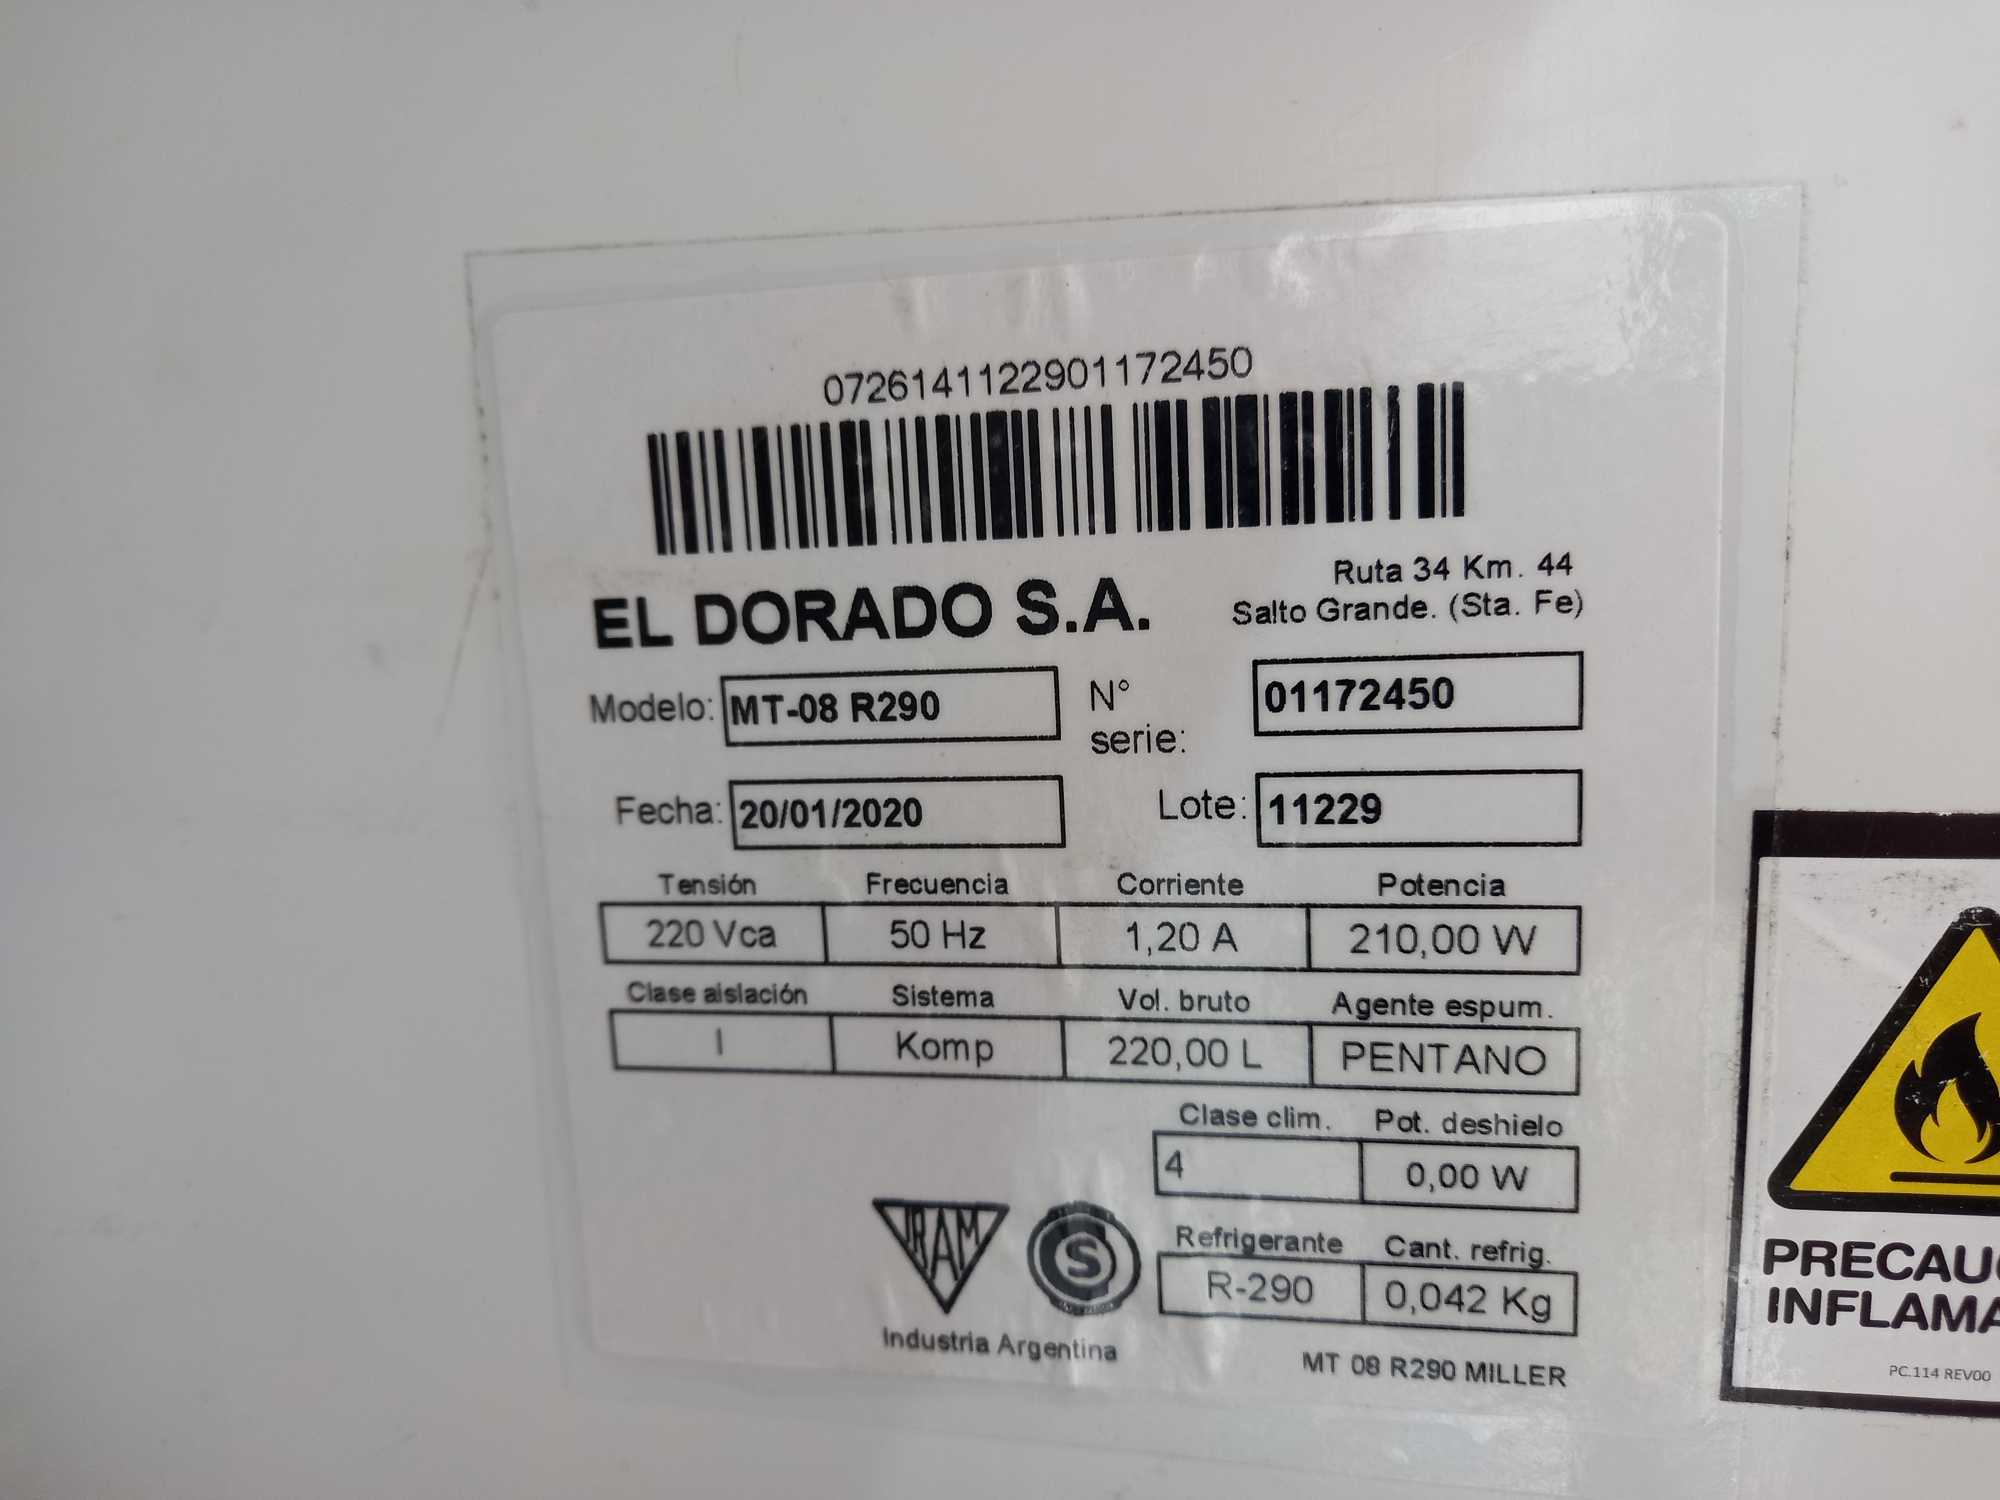 0726141122901172450
EL DORADO S.A.
Ruta 34 Km. 44
Salto Grande. (Sta. Fe)
Modelo: MT-08 R290
N° serie: 01172450
Fecha: 20/01/2020
Lote: 11229
Tensión Frecuencia Corriente Potencia
220 Vca 50 Hz 1,20 A 210,00 W
Clase aislación Sistema Vol. bruto Agente espum.
I Komp 220,00 L PENTANO
Clase clim. Pot. deshielo
4 0,00 W
Refrigerante Cant. refrig.
R-290 0,042 Kg
IRAM S
Industria Argentina
MT 08 R290 MILLER
PRECAU
INFLAMA
PC.114 REV00